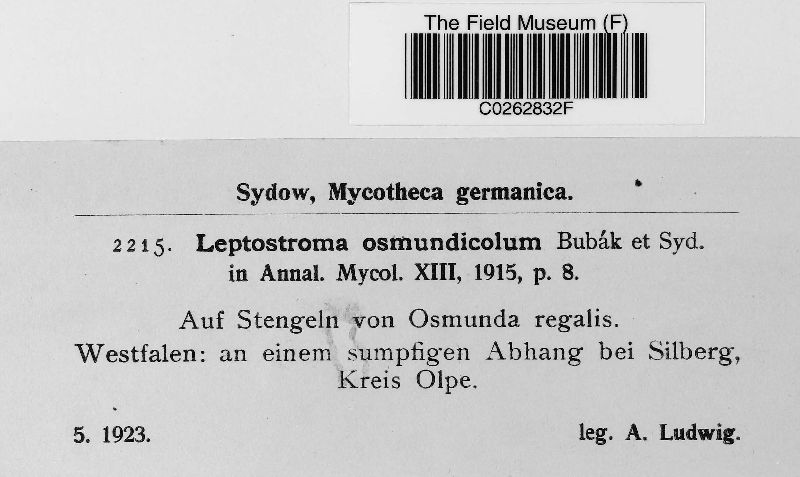 The Field Museum (F)
C0262832F
Sydow, Mycotheca germanica.
2215. Leptostroma osmundicolum Bubák et Syd.
in Annal. Mycol. XIII, 1915, p. 8.
Auf Stengeln von Osmunda regalis.
Westfalen: an einem sumpfigen Abhang bei Silberg,
Kreis Olpe.
5. 1923. leg. A. Ludwig.